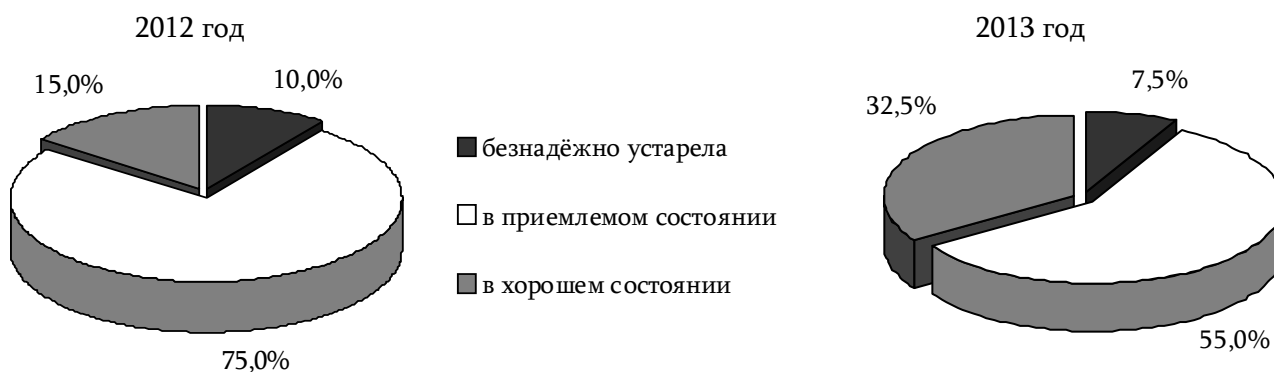 2012 год
15,0%
10,0%
75,0%
безнадёжно устарела
в приемлемом состоянии
в хорошем состоянии
2013 год
32,5%
7,5%
55,0%